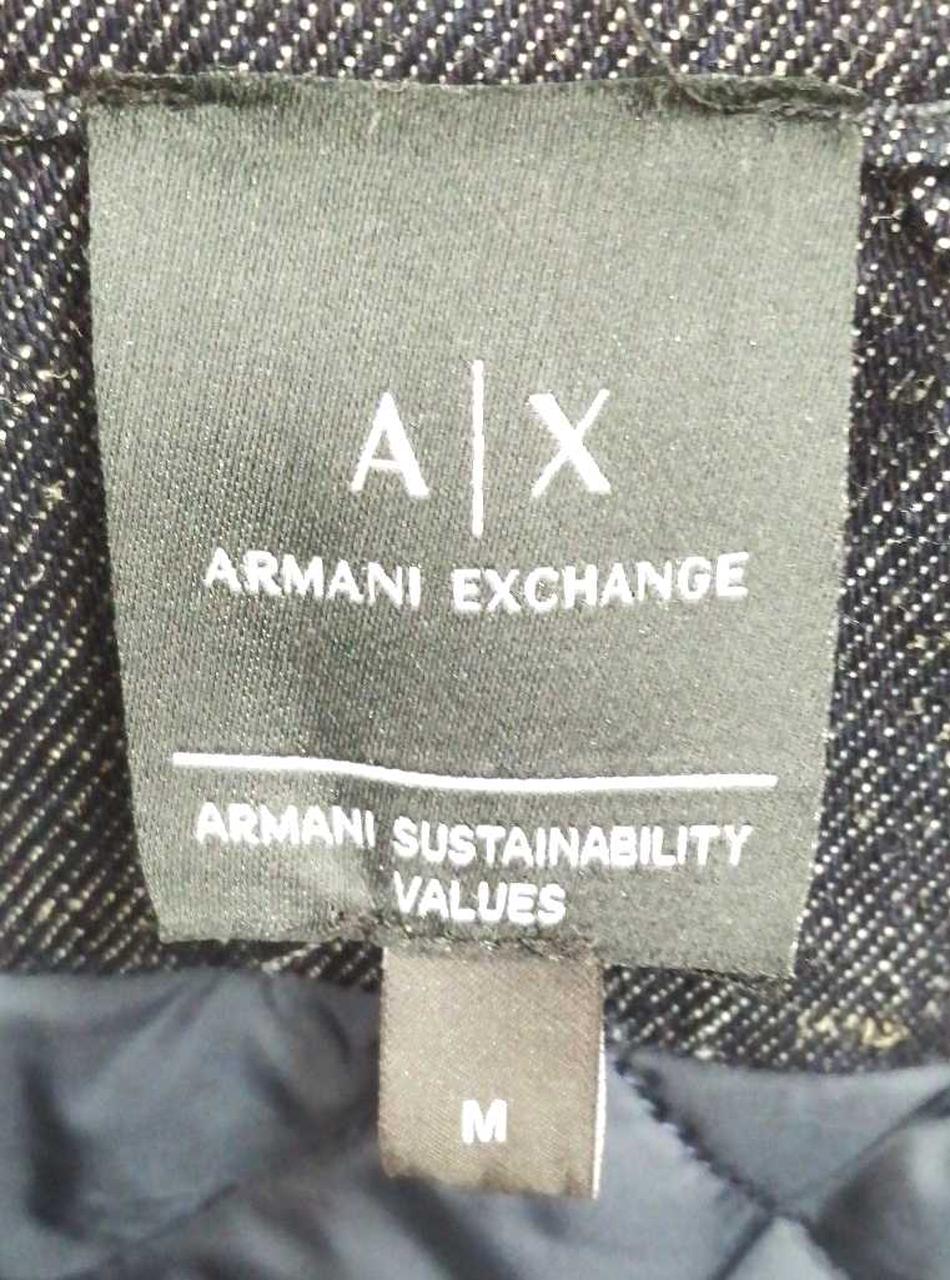 A|X
ARMANI EXCHANGE
ARMANI SUSTAINABILITY
VALUES
M